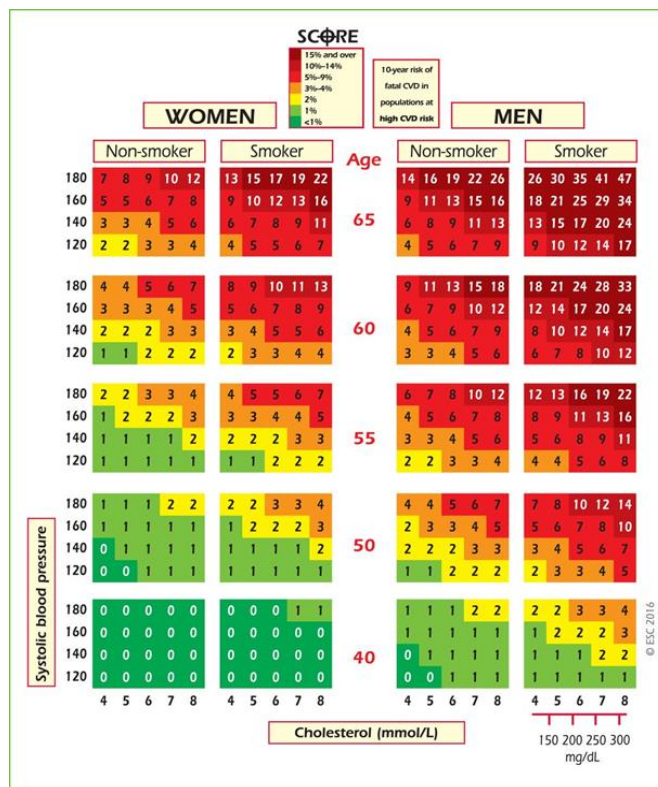 SCORE
15% and over
10%–14%
5%–9%
3%–4%
2%
1%
<1%
10-year risk of
fatal CVD in
populations at
high CVD risk
WOMEN
MEN
Non-smoker Smoker Age Non-smoker Smoker
180 7 8 9 10 12 13 15 17 19 22 14 16 19 22 26 26 30 35 41 47
160 5 5 6 7 8 9 10 12 13 16 9 11 13 15 16 18 21 25 29 34
140 3 3 4 5 6 6 7 8 9 11 6 8 9 11 13 13 15 17 20 24
120 2 2 3 3 4 4 5 5 6 7 4 5 6 7 9 9 10 12 14 17
65
180 4 4 5 6 7 8 9 10 11 13 9 11 13 15 18 18 21 24 28 33
160 3 3 3 4 5 5 6 7 8 9 6 7 9 10 12 12 14 17 20 24
140 2 2 2 3 3 3 4 5 5 6 4 5 6 7 9 8 10 12 14 17
120 1 1 2 2 2 2 3 3 4 4 3 3 4 5 6 6 7 8 10 12
60
180 2 2 3 3 4 4 5 5 6 7 6 7 8 10 12 12 13 16 19 22
160 1 2 2 2 3 3 3 4 4 5 4 5 6 7 8 8 9 11 13 16
140 1 1 1 1 2 2 2 2 3 3 3 3 4 5 6 5 6 8 9 11
120 1 1 1 1 1 1 1 2 2 2 2 2 3 3 4 4 4 5 6 8
55
180 1 1 1 2 2 2 2 3 3 4 4 4 5 6 7 7 8 10 12 14
160 1 1 1 1 1 1 2 2 2 3 2 3 3 4 5 5 6 7 8 10
140 0 1 1 1 1 1 1 1 1 2 2 2 2 3 3 3 4 5 6 7
120 0 0 1 1 1 1 1 1 1 1 1 1 2 2 2 2 3 3 4 5
50
180 0 0 0 0 0 0 0 0 1 1 1 1 1 2 2 2 2 3 3 4
160 0 0 0 0 0 0 0 0 0 0 1 1 1 1 1 1 2 2 2 3
140 0 0 0 0 0 0 0 0 0 0 0 1 1 1 1 1 1 1 2 2
120 0 0 0 0 0 0 0 0 0 0 0 0 1 1 1 1 1 1 1 1
40
4 5 6 7 8 4 5 6 7 8 4 5 6 7 8 4 5 6 7 8
Systolic blood pressure
Cholesterol (mmol/L)
150 200 250 300
mg/dL
© ESC 2016